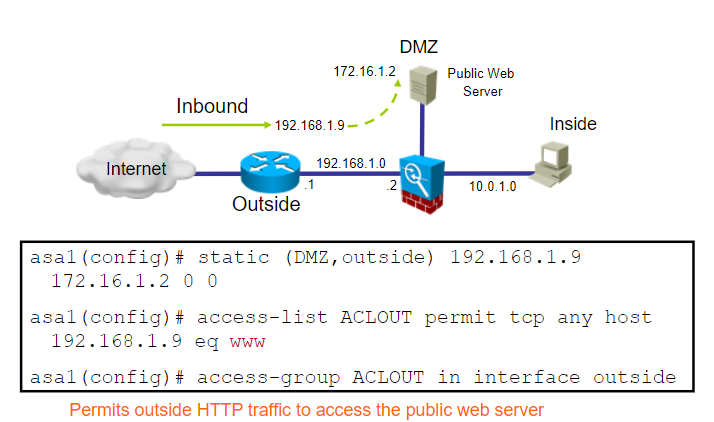 DMZ
172.16.1.2
Public Web
Server
Inbound
192.168.1.9
Inside
Internet
192.168.1.0
.1
.2
10.0.1.0
Outside
asa1(config)# static (DMZ,outside) 192.168.1.9
172.16.1.2 0 0
asa1(config)# access-list ACLOUT permit tcp any host
192.168.1.9 eq www
asa1(config)# access-group ACLOUT in interface outside
Permits outside HTTP traffic to access the public web server